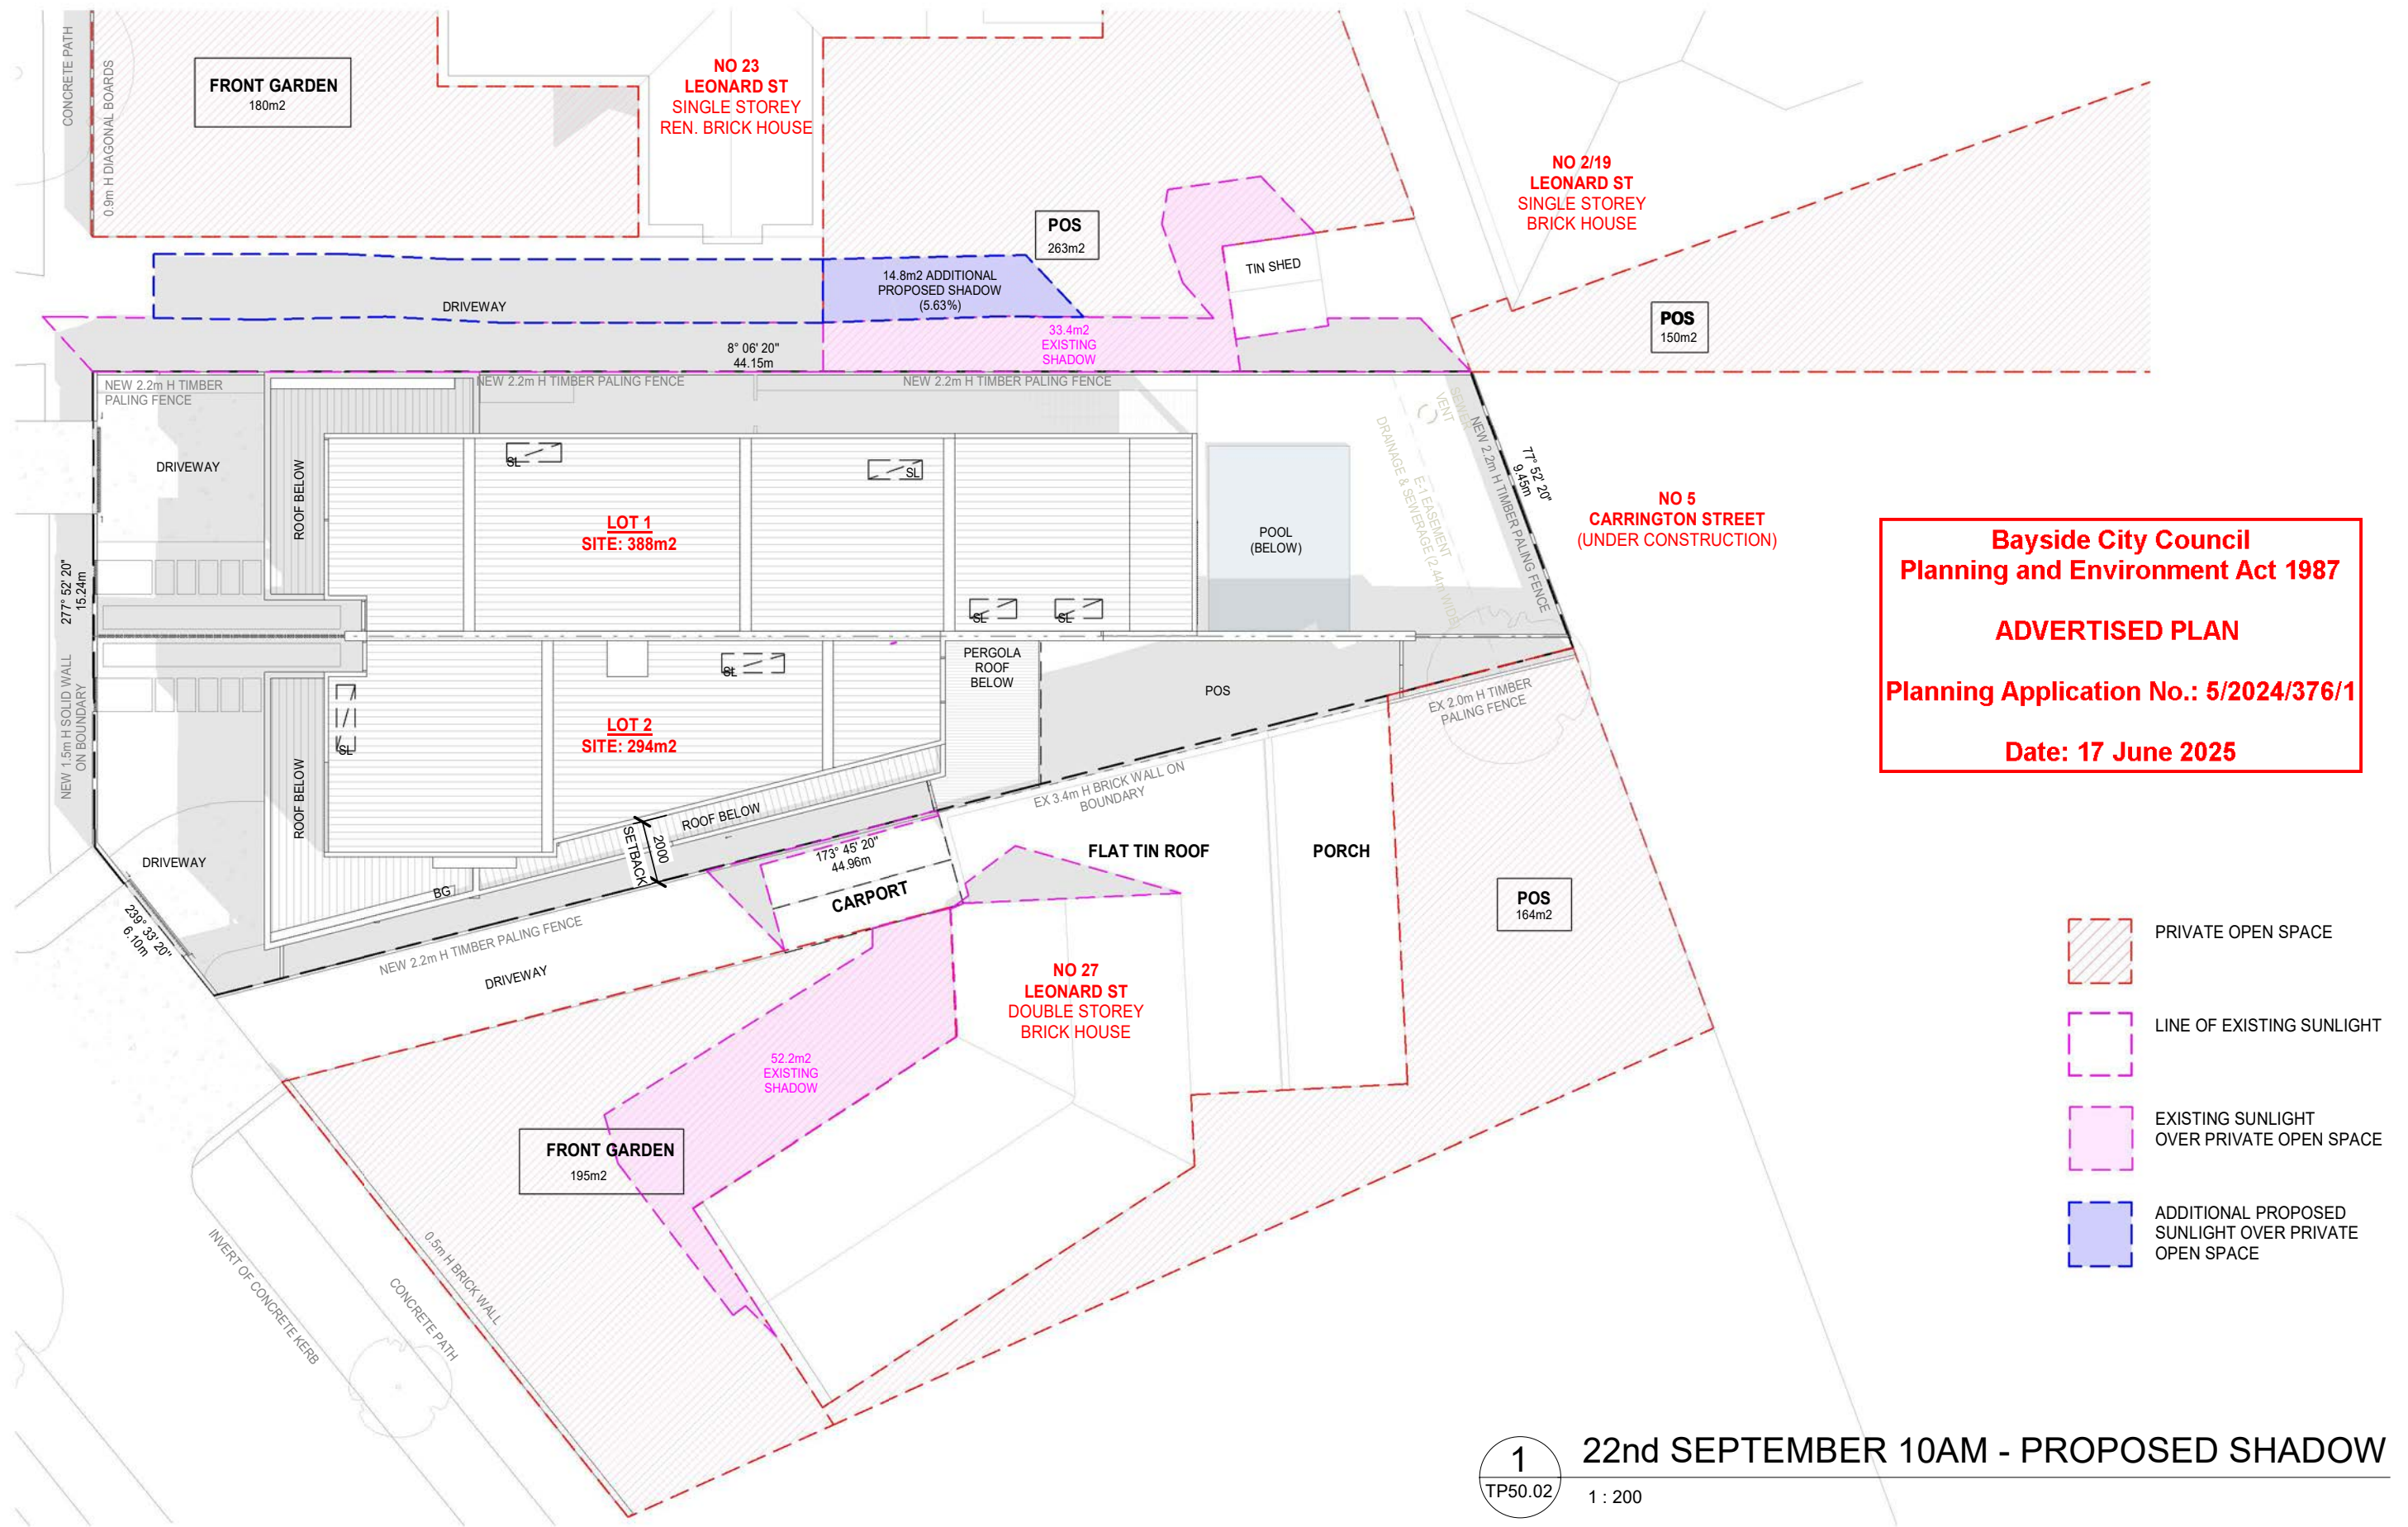 CONCRETE PATH
0.9m H DIAGONAL BOARDS
FRONT GARDEN
180m2
NO 23
LEONARD ST
SINGLE STOREY
REN. BRICK HOUSE
NO 2/19
LEONARD ST
SINGLE STOREY
BRICK HOUSE
POS
263m2
TIN SHED
14.8m2 ADDITIONAL
PROPOSED SHADOW
(5.63%)
DRIVEWAY
33.4m2
EXISTING
SHADOW
POS
150m2
8° 06' 20"
44.15m
NEW 2.2m H TIMBER
PALING FENCE
NEW 2.2m H TIMBER PALING FENCE
NEW 2.2m H TIMBER PALING FENCE
SEWER
VENT
NEW 2.2m H TIMBER PALING FENCE
77° 52' 20"
9.45m
DRAINAGE & SEWERAGE (2.44m WIDE)
E-1 EASEMENT
DRIVEWAY
ROOF BELOW
SL
SL
LOT 1
SITE: 388m2
POOL
(BELOW)
NO 5
CARRINGTON STREET
(UNDER CONSTRUCTION)
Bayside City Council
Planning and Environment Act 1987
ADVERTISED PLAN
Planning Application No.: 5/2024/376/1
Date: 17 June 2025
277° 52' 20"
15.24m
SL
SL
SL
PERGOLA
ROOF
BELOW
POS
EX 2.0m H TIMBER
PALING FENCE
NEW 1.5m H SOLID WALL
ON BOUNDARY
SL
LOT 2
SITE: 294m2
ROOF BELOW
ROOF BELOW
2000
SETBACK
EX 3.4m H BRICK WALL ON
BOUNDARY
173° 45' 20"
44.96m
CARPORT
FLAT TIN ROOF
PORCH
DRIVEWAY
BG
POS
164m2
239° 33' 20"
6.10m
NEW 2.2m H TIMBER PALING FENCE
DRIVEWAY
NO 27
LEONARD ST
DOUBLE STOREY
BRICK HOUSE
52.2m2
EXISTING
SHADOW
FRONT GARDEN
195m2
PRIVATE OPEN SPACE
LINE OF EXISTING SUNLIGHT
EXISTING SUNLIGHT
OVER PRIVATE OPEN SPACE
ADDITIONAL PROPOSED
SUNLIGHT OVER PRIVATE
OPEN SPACE
0.5m H BRICK WALL
INVERT OF CONCRETE KERB
CONCRETE PATH
1
TP50.02
22nd SEPTEMBER 10AM - PROPOSED SHADOW
1 : 200